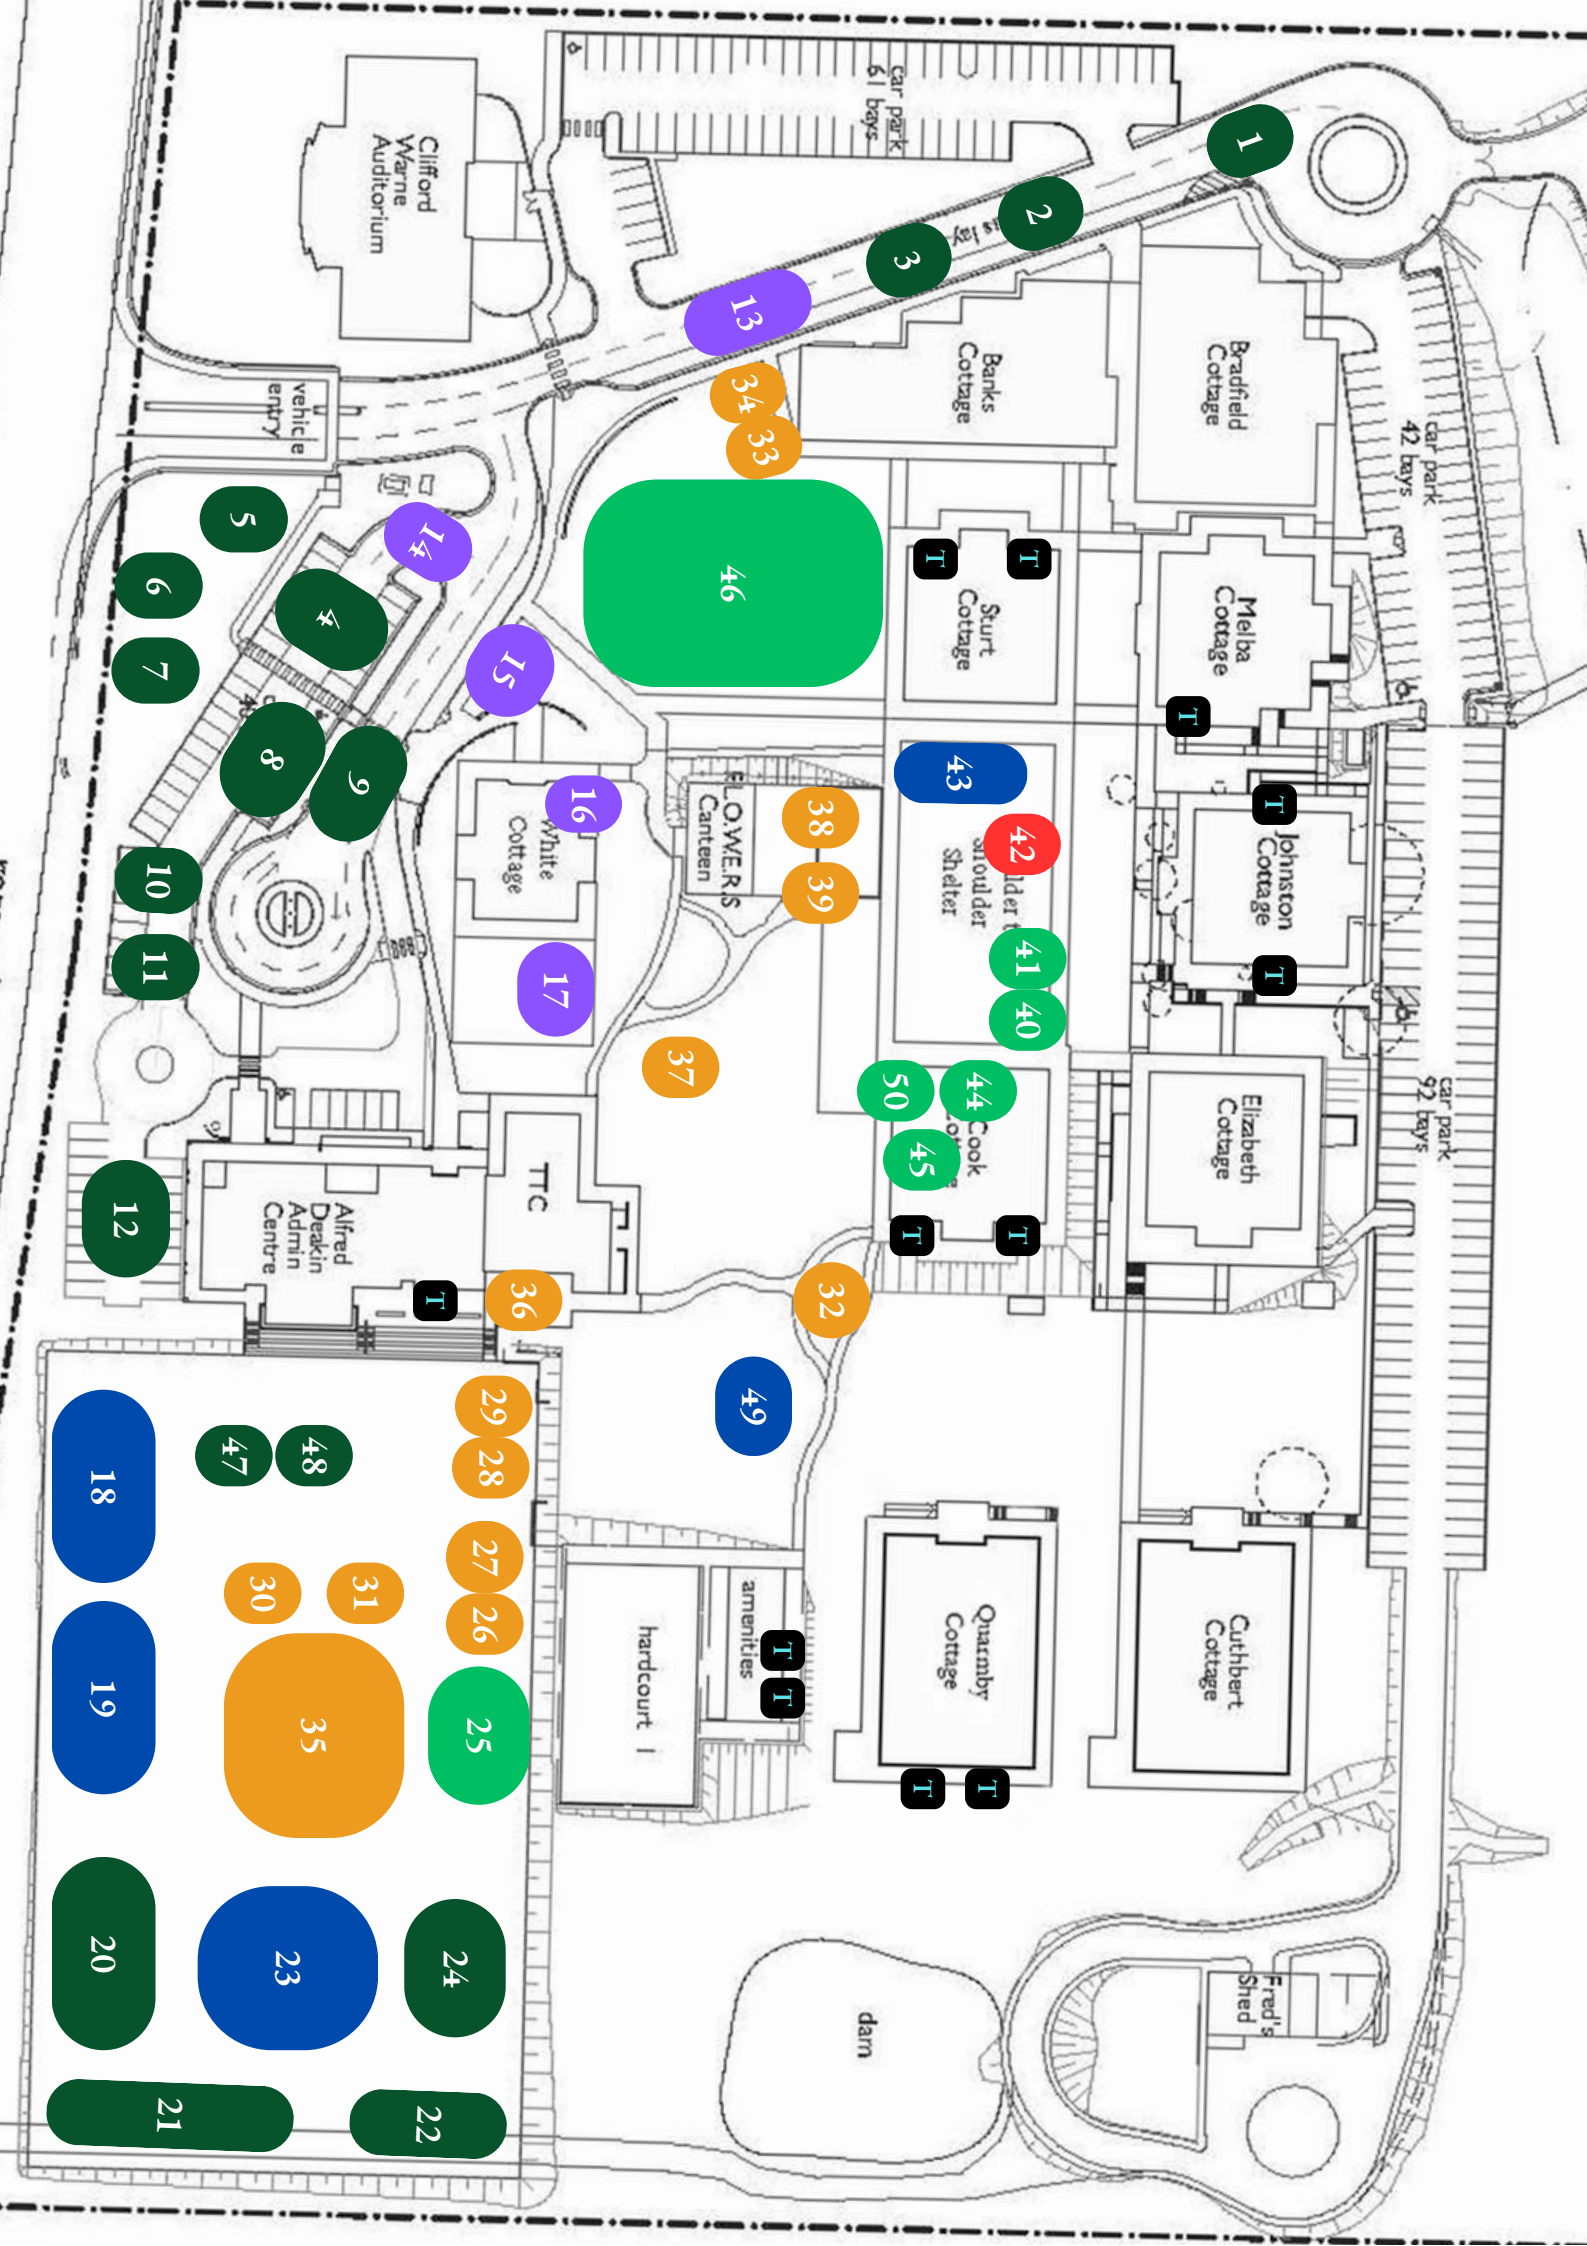 car park
61 bays
1
2
3
13
Clifford
Warne
Auditorium
vehicle
entry
34
33
Banks
Cottage
Bradfield
Cottage
car park
42 bays
5
14
6
4
7
15
46
T
T
Sturt
Cottage
Melba
Cottage
T
8
9
16
White
Cottage
F.L.O.W.E.R.S
Canteen
38
39
43
42
Shoulder
Shelter
41
40
T
Johnston
Cottage
T
10
11
17
37
50
44
45
Cook
T
T
Elizabeth
Cottage
car park
92 bays
12
Alfred
Deakin
Admin
Centre
TTC
T
36
32
49
29
28
18
47
48
27
26
30
31
19
35
25
hardcourt 1
amenities
T
T
Quarmby
Cottage
T
T
Cuthbert
Cottage
20
23
24
21
22
dam
Fred's
Shed